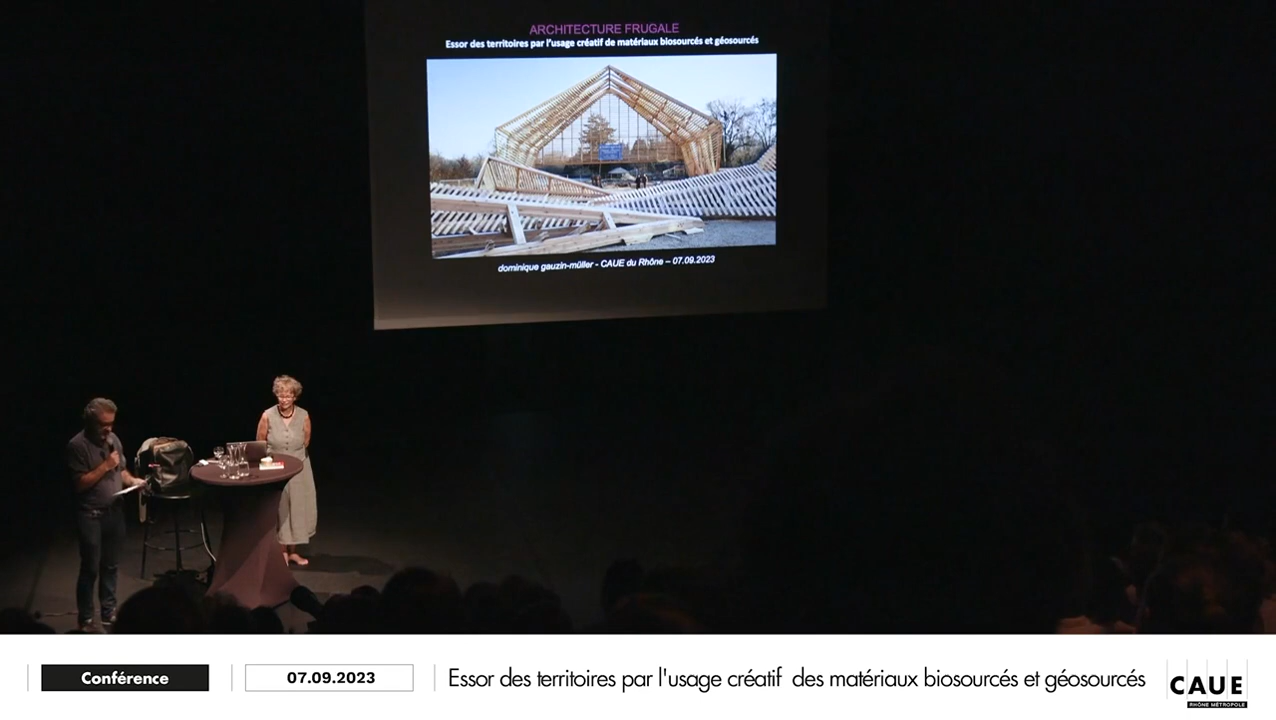 ARCHITECTURE FRUGALE
Essor des territoires par l'usage créatif de matériaux biosourcés et géosourcés
dominique gauzin-müller - CAUE du Rhône – 07.09.2023
Conférence
07.09.2023
Essor des territoires par l'usage créatif des matériaux biosourcés et géosourcés
CAUE
RHÔNE MÉTROPOLE